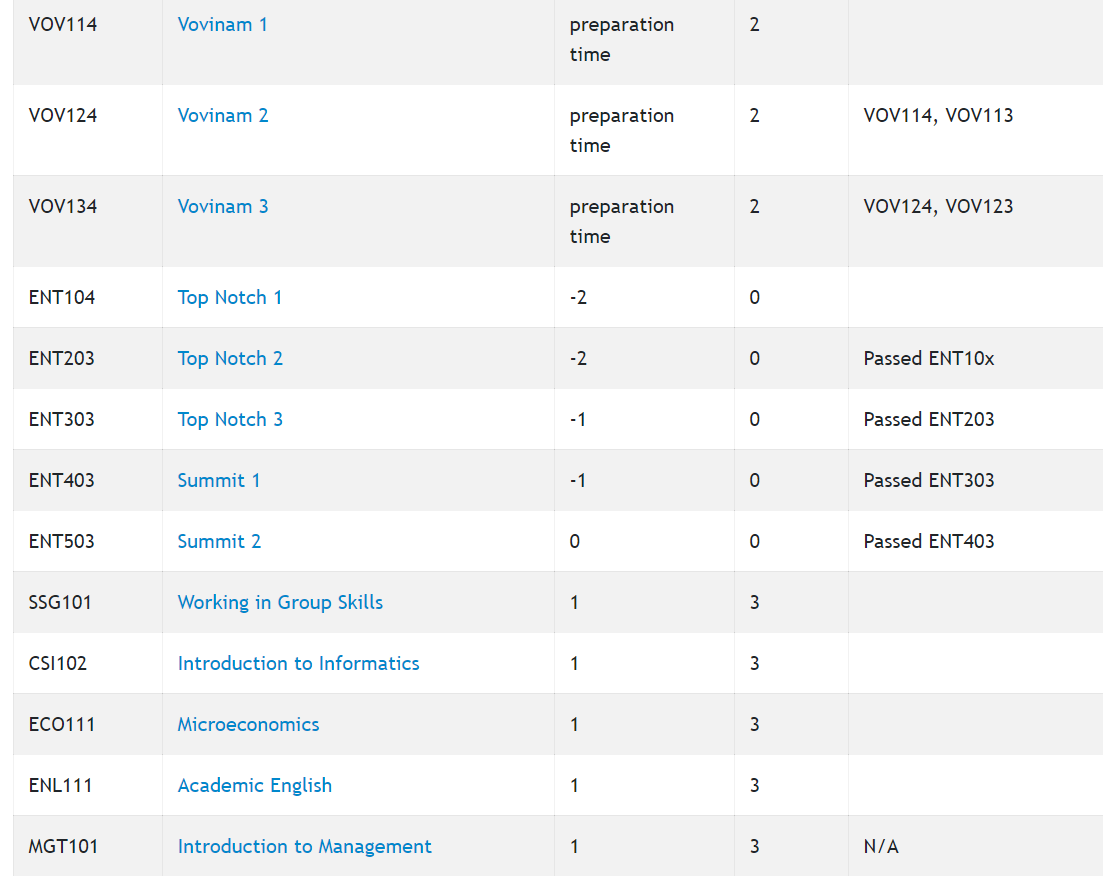 VOV114 Vovinam 1 preparation 2
time
VOV124 Vovinam 2 preparation 2 VOV114, VOV113
time
VOV134 Vovinam 3 preparation 2 VOV124, VOV123
time
ENT104 Top Notch 1 -2 0
ENT203 Top Notch 2 -2 0 Passed ENT10x
ENT303 Top Notch 3 -1 0 Passed ENT203
ENT403 Summit 1 -1 0 Passed ENT303
ENT503 Summit 2 0 0 Passed ENT403
SSG101 Working in Group Skills 1 3
CSI102 Introduction to Informatics 1 3
ECO111 Microeconomics 1 3
ENL111 Academic English 1 3
MGT101 Introduction to Management 1 3 N/A